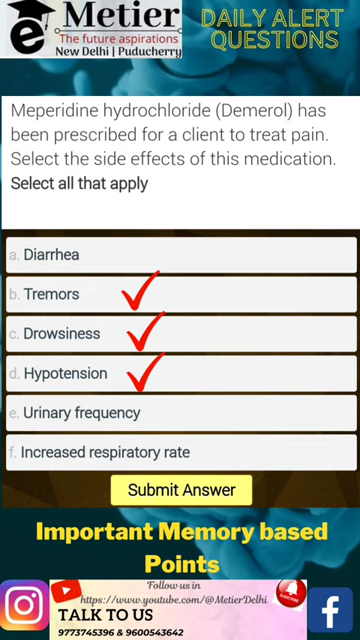 e Metier
The future aspirations
New Delhi | Puducherry
DAILY ALERT
QUESTIONS
Meperidine hydrochloride (Demerol) has
been prescribed for a client to treat pain.
Select the side effects of this medication.
Select all that apply
a. Diarrhea
b. Tremors
c. Drowsiness
d. Hypotension
e. Urinary frequency
f. Increased respiratory rate
Submit Answer
Important Memory based
Points
Follow us in
https://www.youtube.com/@MetierDelhi
TALK TO US
9773745396 & 9600543642